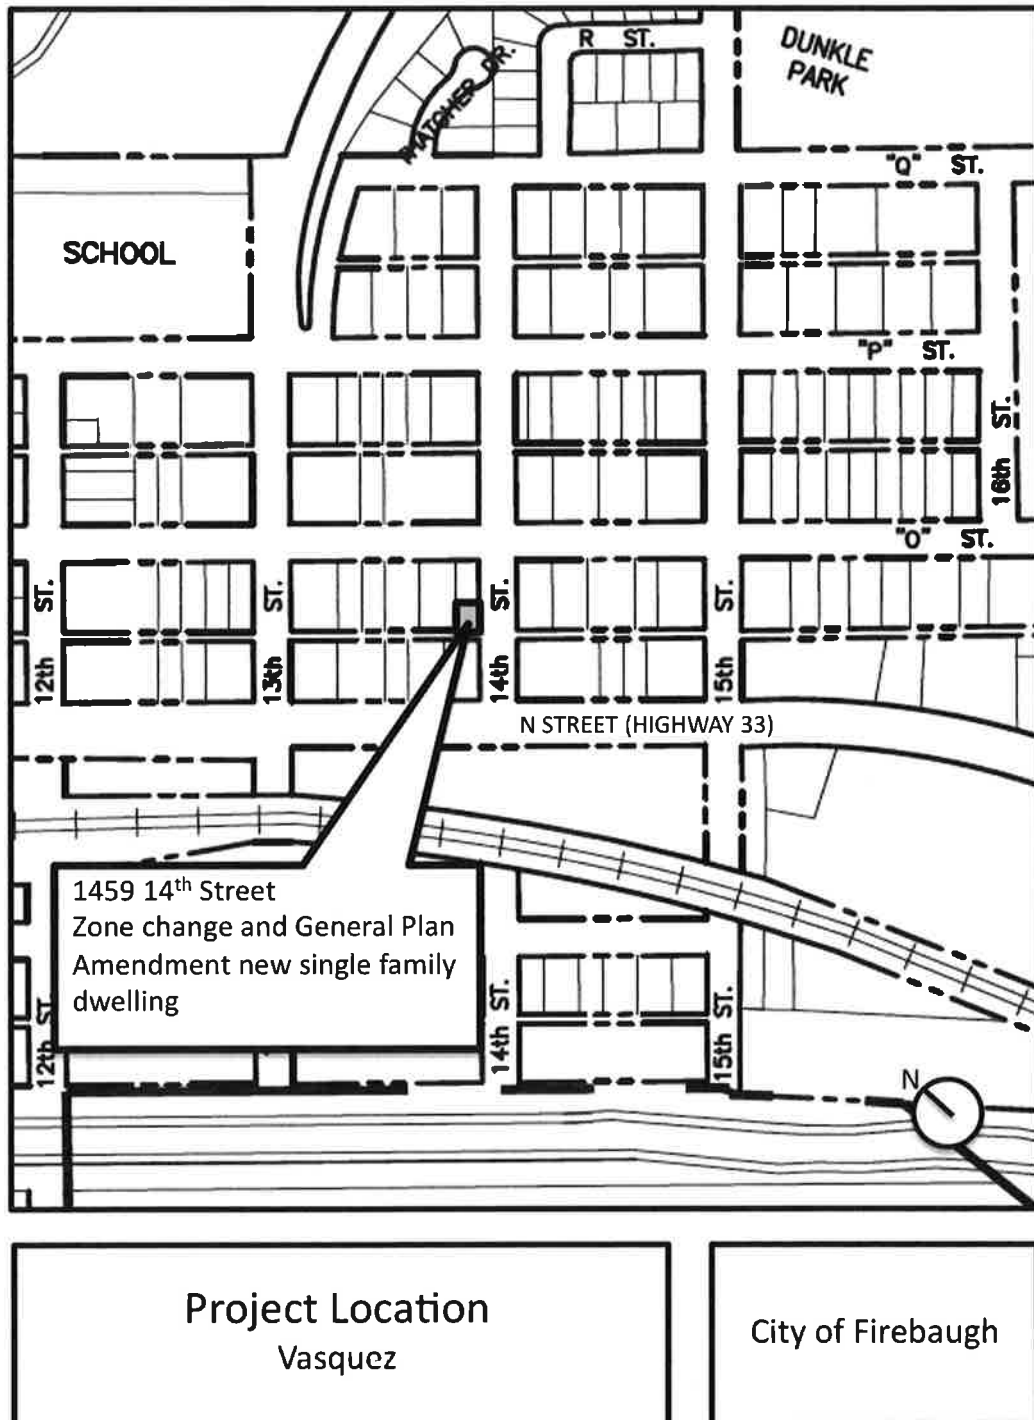 R ST.
DUNKLE
PARK
THATCHER DR.
"Q" ST.
SCHOOL
"P" ST.
16th ST.
"O" ST.
12th ST.
13th ST.
14th ST.
15th ST.
N STREET (HIGHWAY 33)
1459 14th Street
Zone change and General Plan
Amendment new single family
dwelling
12th ST.
14th ST.
15th ST.
N
Project Location
Vasquez
City of Firebaugh